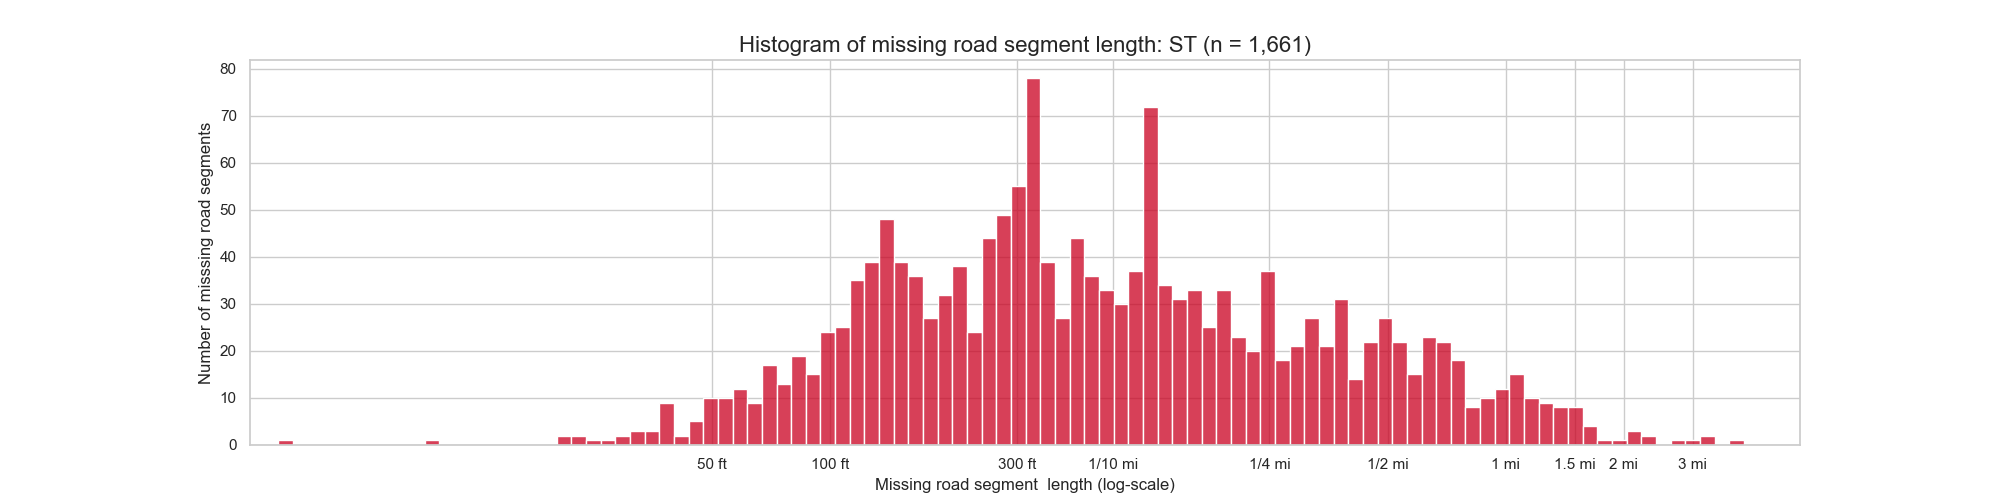 Histogram of missing road segment length: ST (n = 1,661)
80
70
60
50
40
30
20
10
0
Number of misssing road segments
50 ft 100 ft 300 ft 1/10 mi 1/4 mi 1/2 mi 1 mi 1.5 mi 2 mi 3 mi
Missing road segment  length (log-scale)